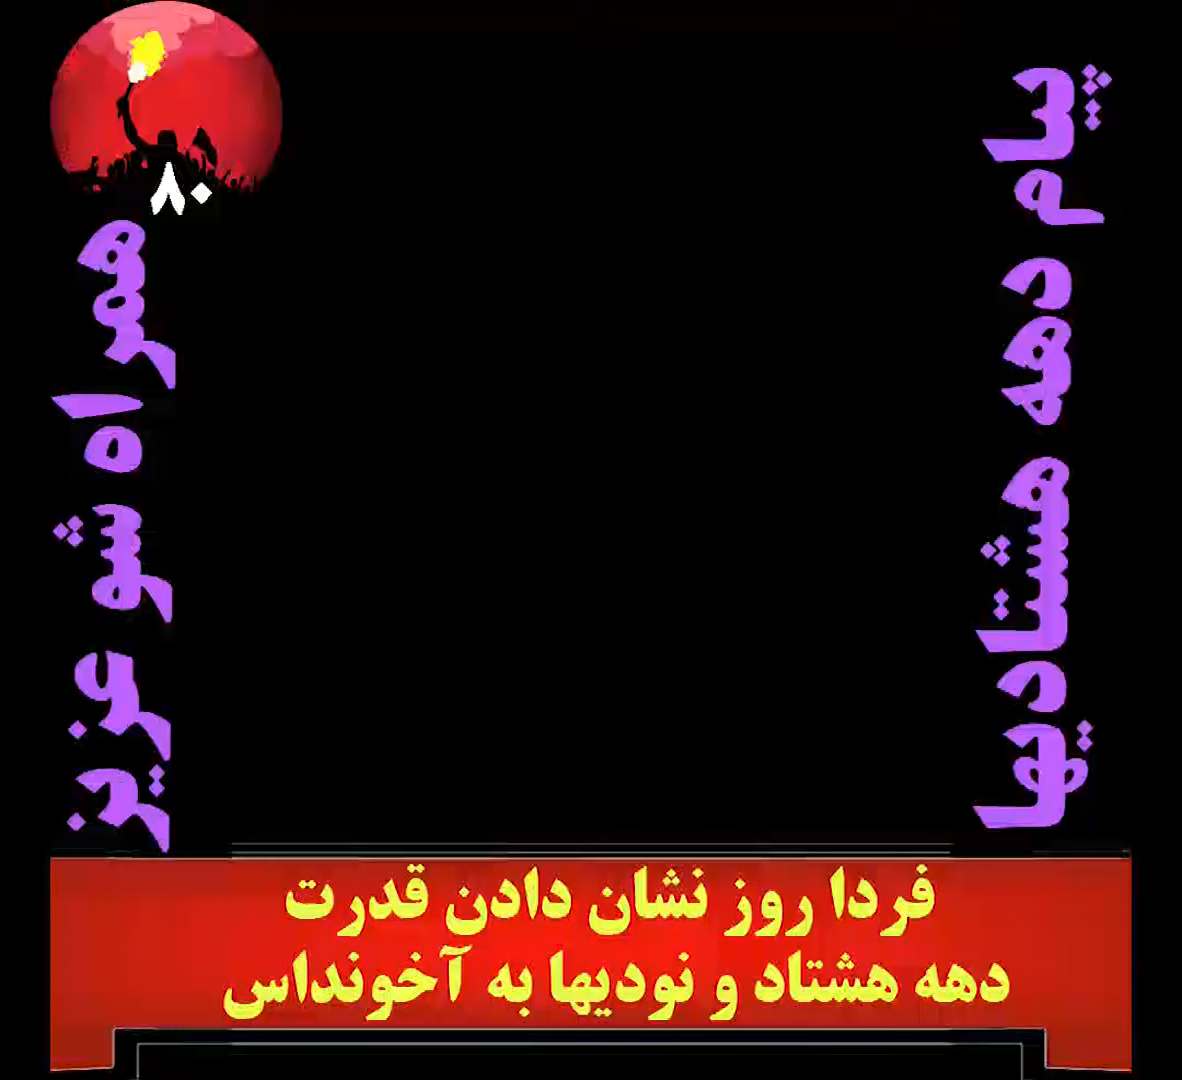 ۸۰
پیام دهه هشتادیها
همراه شو عزیز
فردا روز نشان دادن قدرت
دهه هشتاد و نودیها به آخونداس